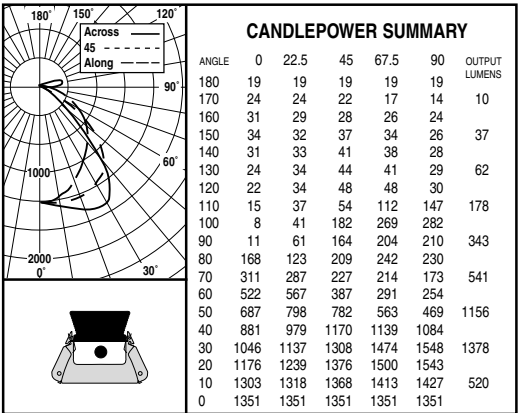 180° 150° 120°
Across
45
Along
90°
60°
1000
2000
0° 30°
CANDLEPOWER SUMMARY
ANGLE 0 22.5 45 67.5 90 OUTPUT LUMENS
180 19 19 19 19 19
170 24 24 22 17 14 10
160 31 29 28 26 24
150 34 32 37 34 26 37
140 31 33 41 38 28
130 24 34 44 41 29 62
120 22 34 48 48 30
110 15 37 54 112 147 178
100 8 41 182 269 282
90 11 61 164 204 210 343
80 168 123 209 242 230
70 311 287 227 214 173 541
60 522 567 387 291 254
50 687 798 782 563 469 1156
40 881 979 1170 1139 1084
30 1046 1137 1308 1474 1548 1378
20 1176 1239 1376 1500 1543
10 1303 1318 1368 1413 1427 520
0 1351 1351 1351 1351 1351